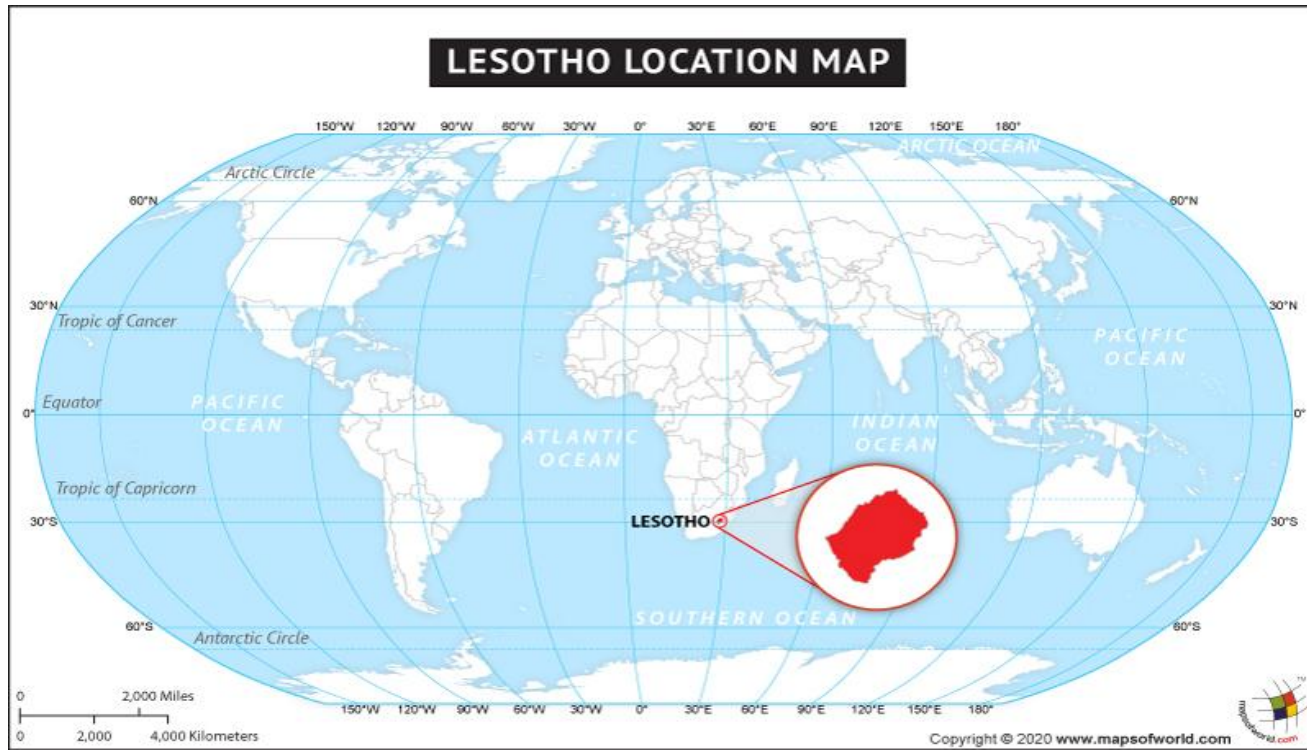 LESOTHO LOCATION MAP
150°W 120°W 90°W 60°W 30°W 0° 30°E 60°E 90°E 120°E 150°E 180°
ARCTIC OCEAN
Arctic Circle
60°N 60°N
30°N 30°N
Tropic of Cancer
PACIFIC
OCEAN
Equator
PACIFIC
OCEAN
0° 0°
INDIAN
OCEAN
ATLANTIC
OCEAN
Tropic of Capricorn
LESOTHO
30°S 30°S
SOUTHERN OCEAN
60°S 60°S
Antarctic Circle
0 2,000 Miles
0 2,000 4,000 Kilometers
150°W 120°W 90°W 60°W 30°W 0° 30°E 60°E 90°E 120°E 150°E 180°
TM
mapsofworld.com
Copyright © 2020 www.mapsofworld.com